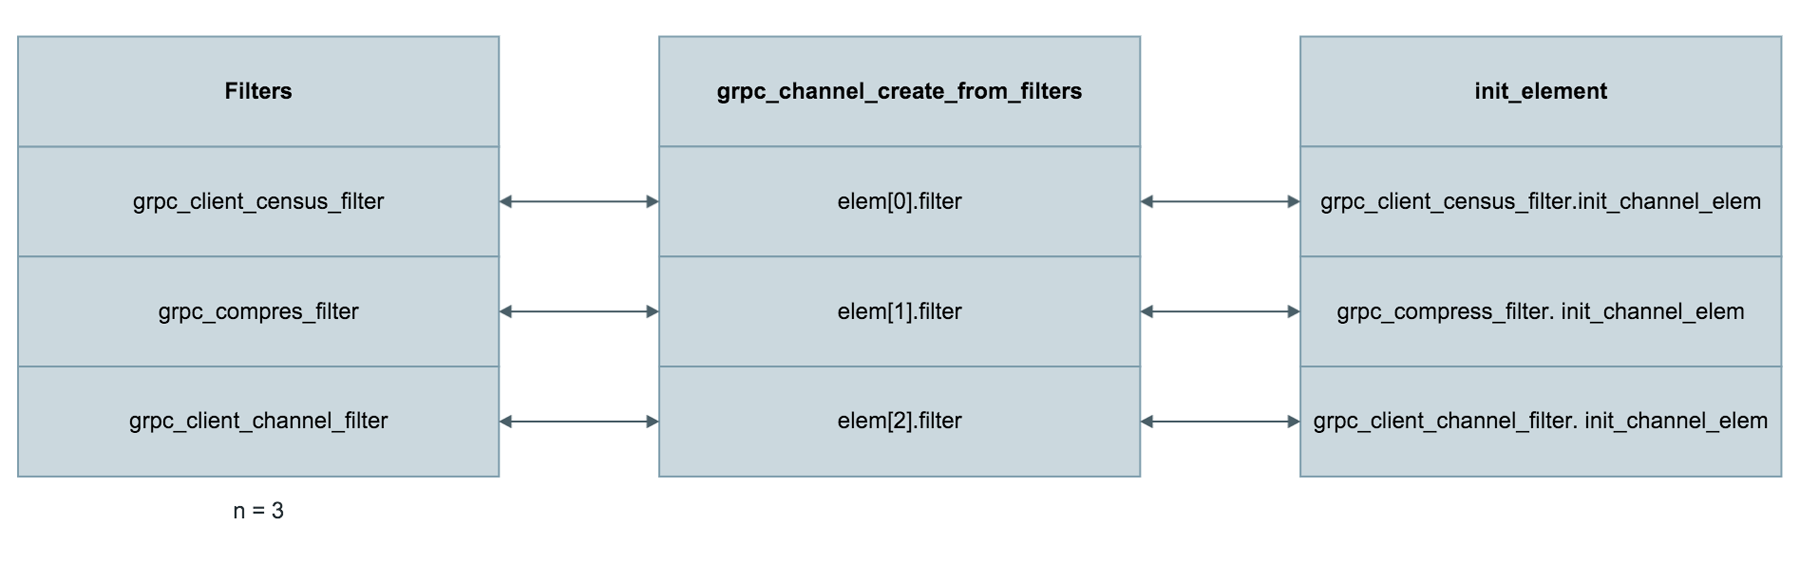 Filters
grpc_channel_create_from_filters
init_element
grpc_client_census_filter
elem[0].filter
grpc_client_census_filter.init_channel_elem
grpc_compres_filter
elem[1].filter
grpc_compress_filter. init_channel_elem
grpc_client_channel_filter
elem[2].filter
grpc_client_channel_filter. init_channel_elem
n = 3